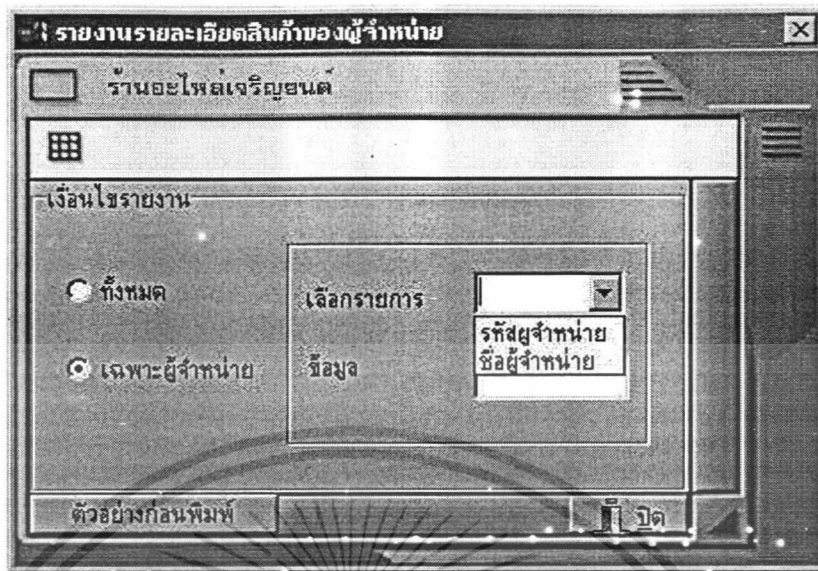 รายงานรายละเอียดสินค้าของผู้จำหน่าย
ร้านอะไหล่เจริญยนต์
เงื่อนไขรายงาน
ทั้งหมด
เลือกรายการ
รหัสผู้จำหน่าย
ชื่อผู้จำหน่าย
เฉพาะผู้จำหน่าย
ข้อมูล
ตัวอย่างก่อนพิมพ์
ปิด